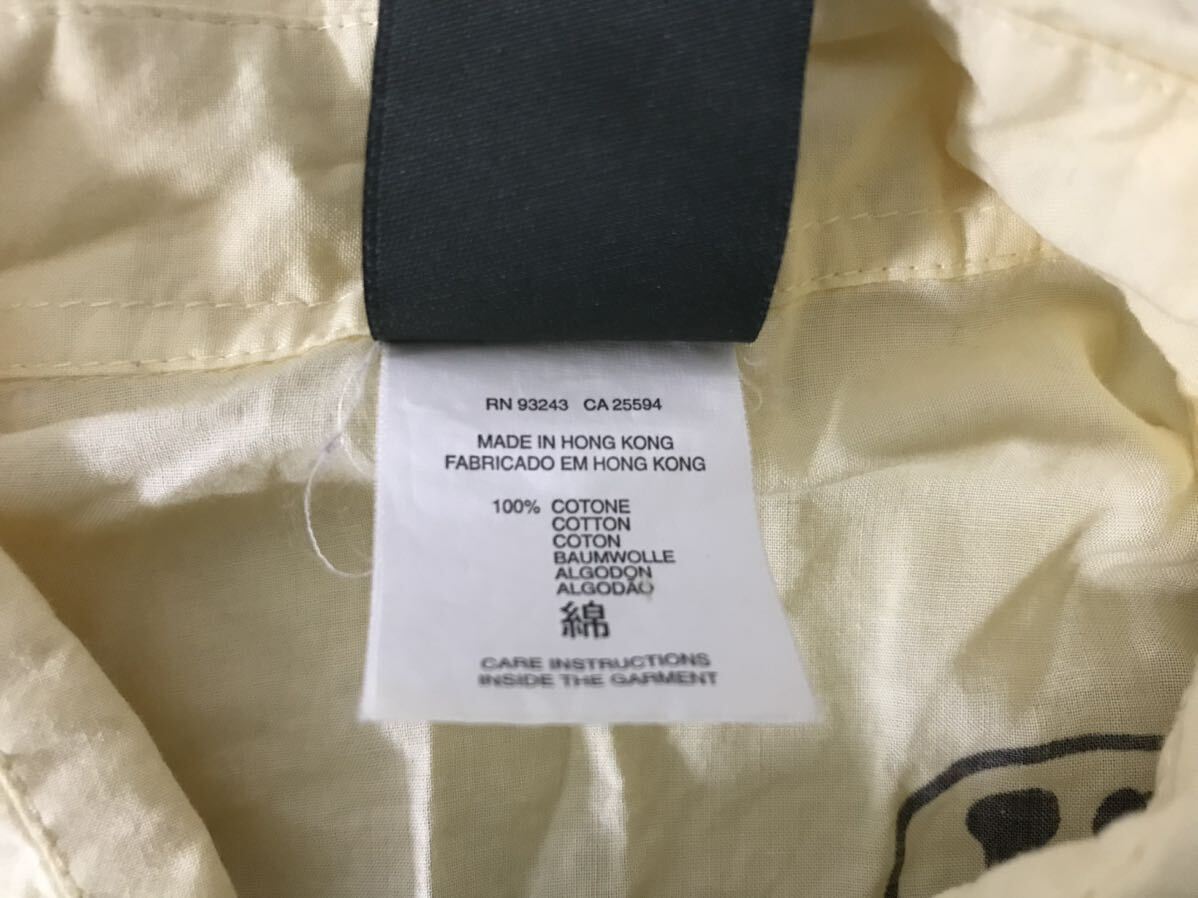 RN 93243 CA 25594
MADE IN HONG KONG
FABRICADO EM HONG KONG
100% COTONE
COTTON
COTON
BAUMWOLLE
ALGODON
ALGODÃO
綿
CARE INSTRUCTIONS
INSIDE THE GARMENT